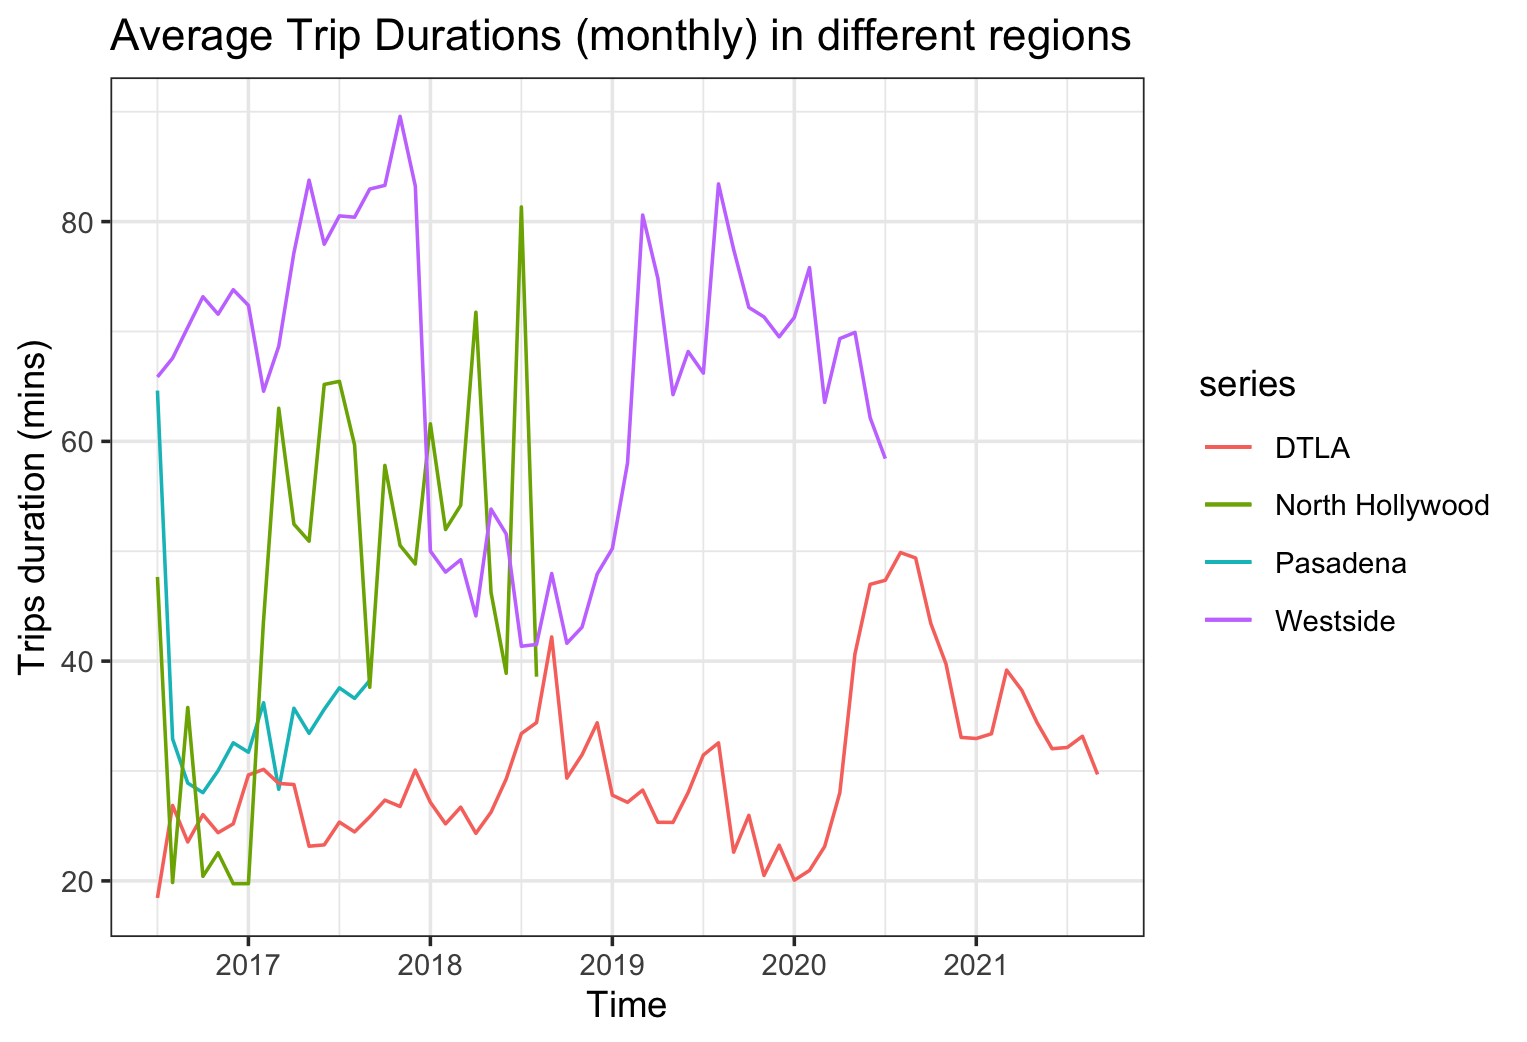 Average Trip Durations (monthly) in different regions
Trips duration (mins)
80
60
40
20
2017
2018
2019
2020
2021
Time
series
DTLA
North Hollywood
Pasadena
Westside